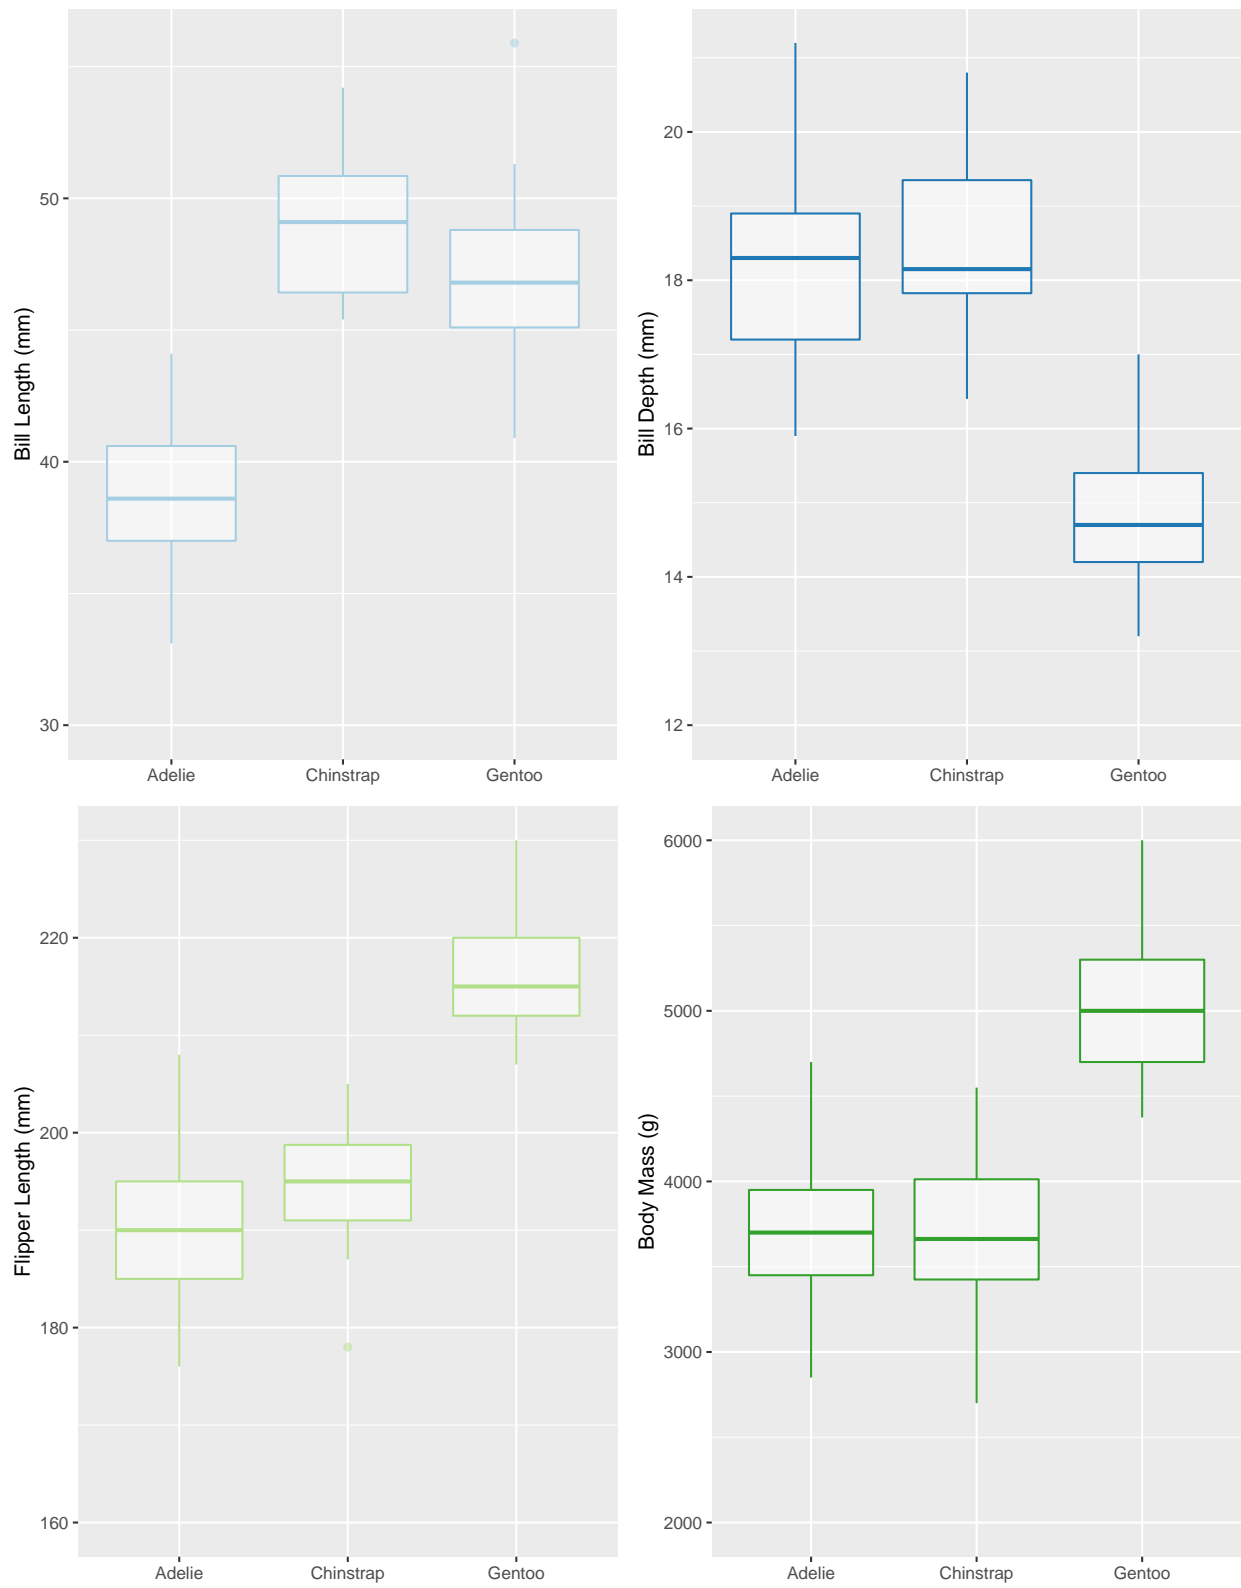 Bill Length (mm)
50
40
30
Adelie Chinstrap Gentoo
Bill Depth (mm)
20
18
16
14
12
Adelie Chinstrap Gentoo
Flipper Length (mm)
220
200
180
160
Adelie Chinstrap Gentoo
Body Mass (g)
6000
5000
4000
3000
2000
Adelie Chinstrap Gentoo